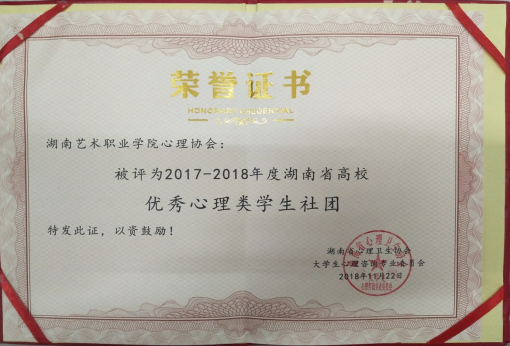 荣誉证书
HONORARY CREDENTIAL
湖南艺术职业学院心理协会：
被评为2017-2018年度湖南省高校
优秀心理类学生社团
特发此证，以资鼓励！
湖南省心理卫生协会
大学生心理咨询专业委员会
2018年11月22日